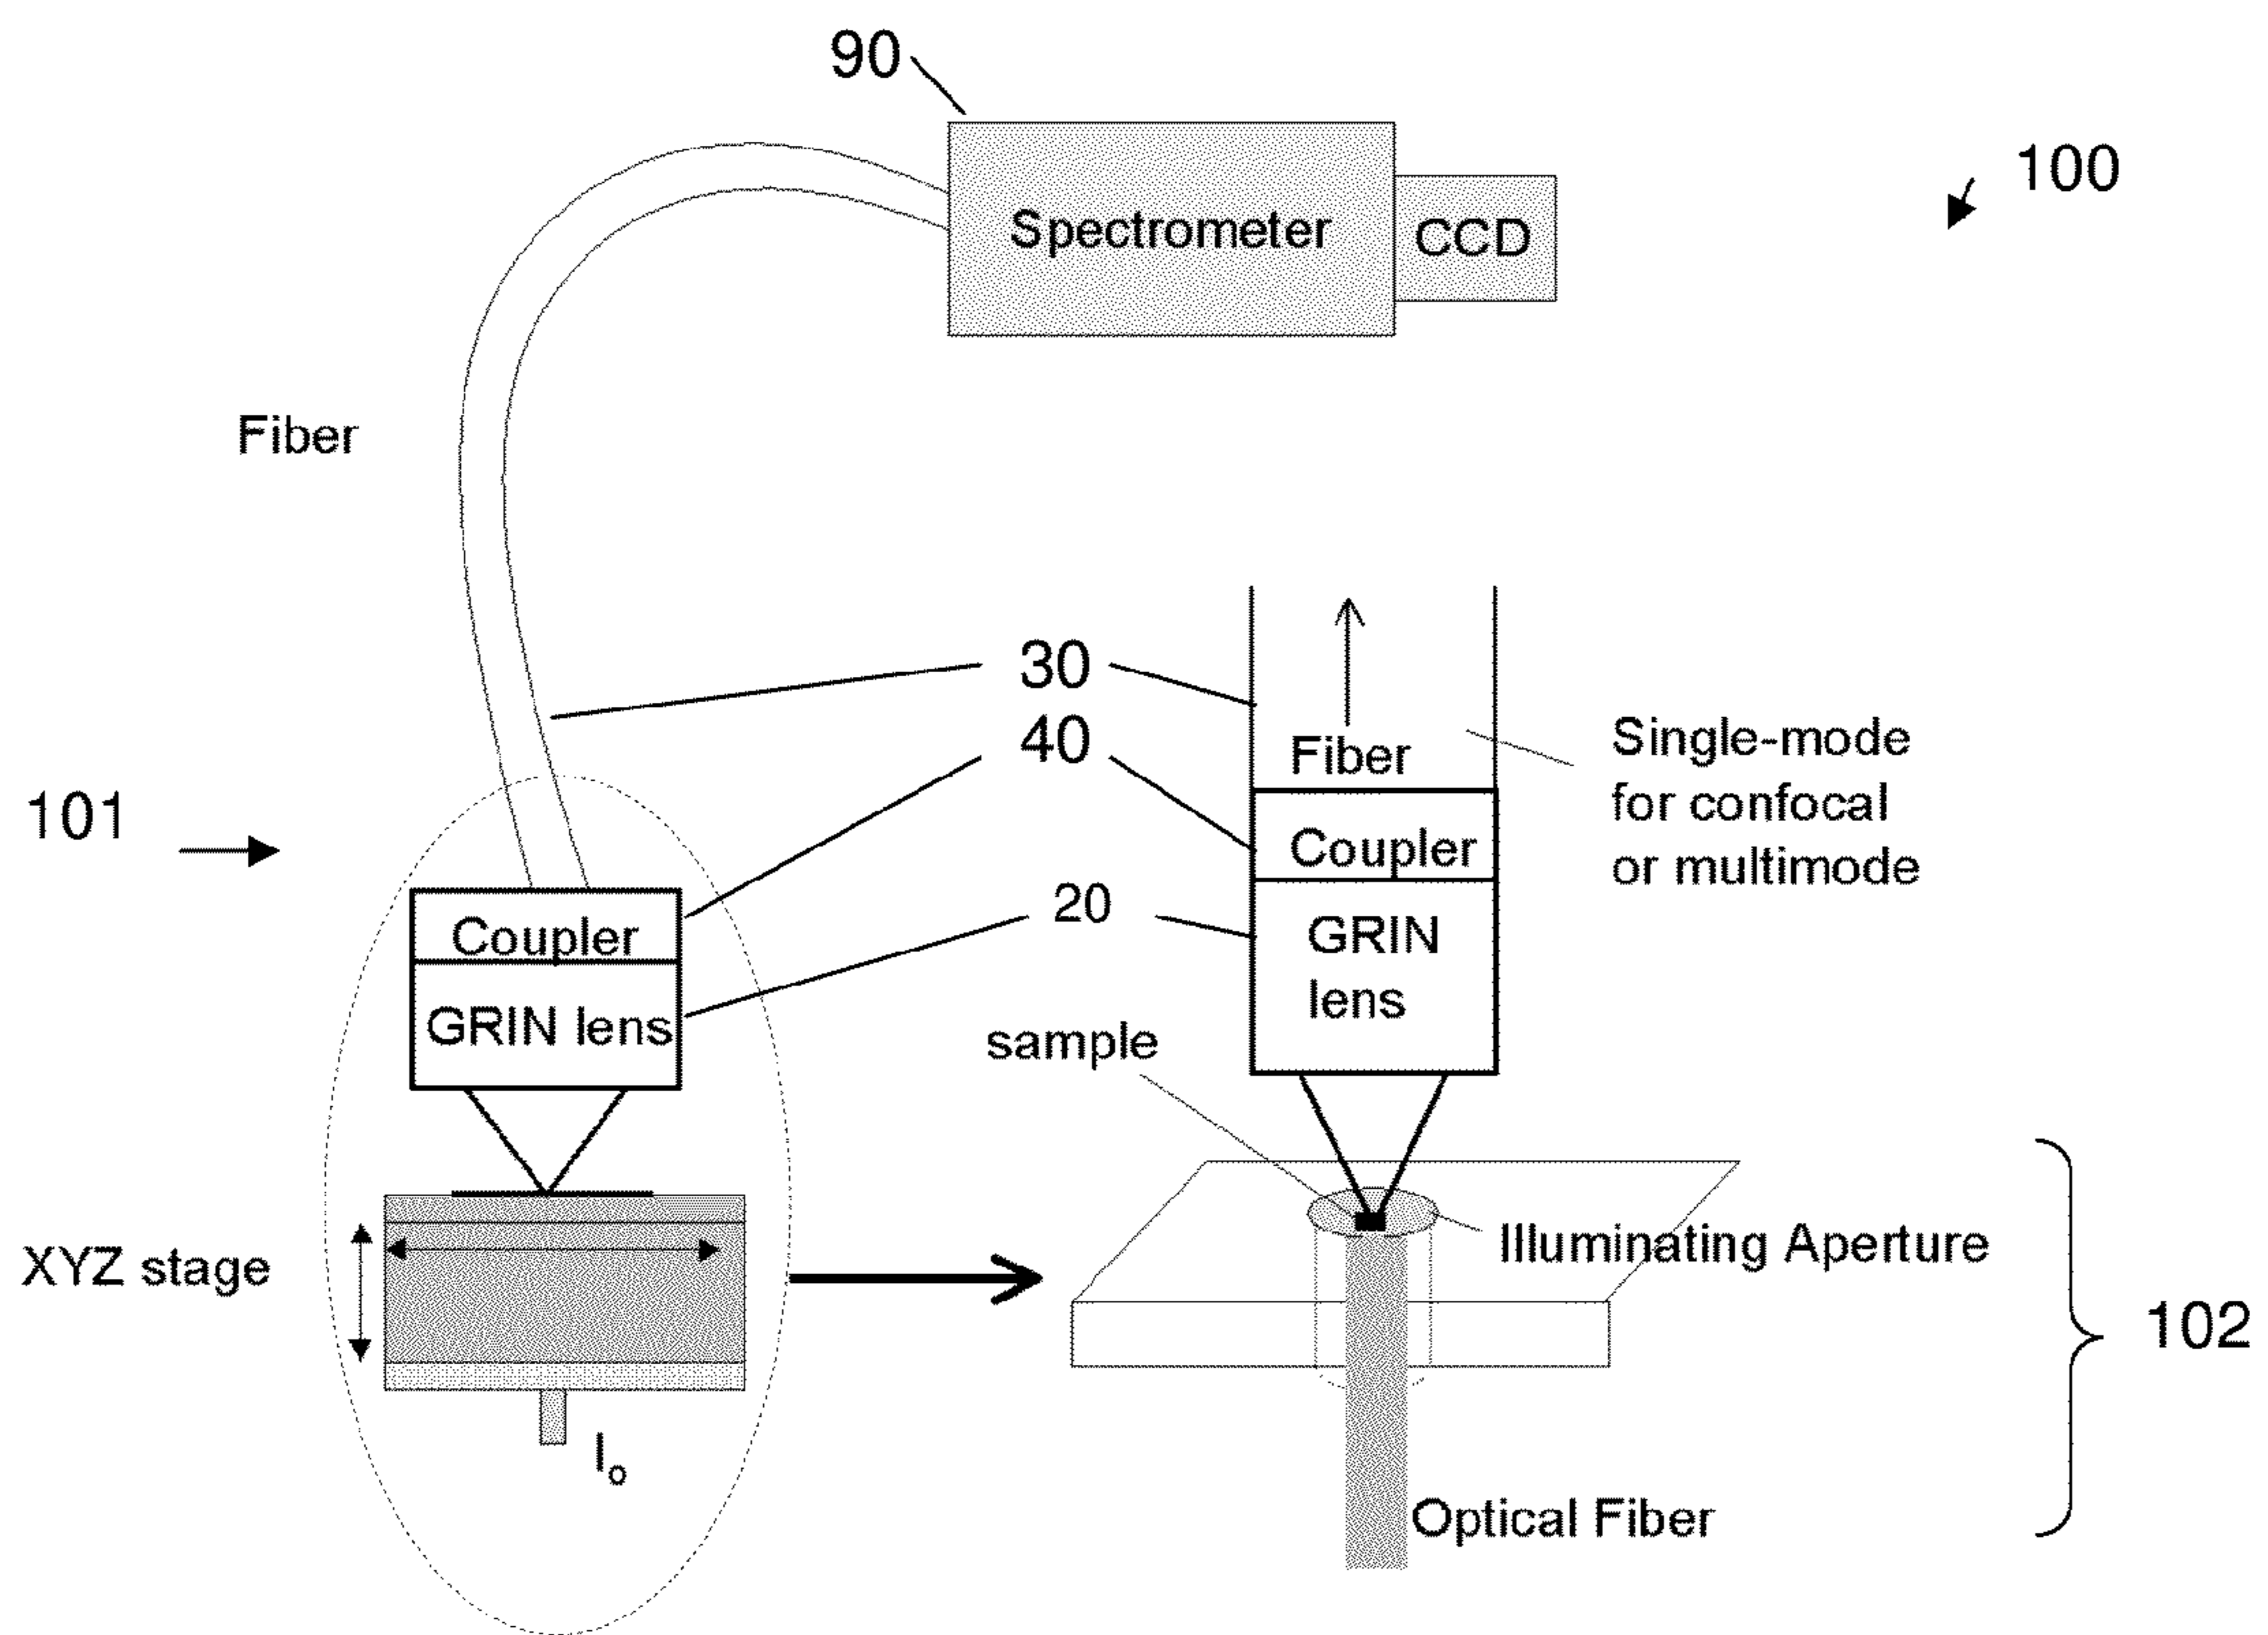 90
100
Spectrometer
CCD
Fiber
30
40
Fiber
Single-mode
for confocal
or multimode
101
Coupler
20
Coupler
GRIN
lens
GRIN lens
sample
XYZ stage
Illuminating Aperture
102
Io
Optical Fiber